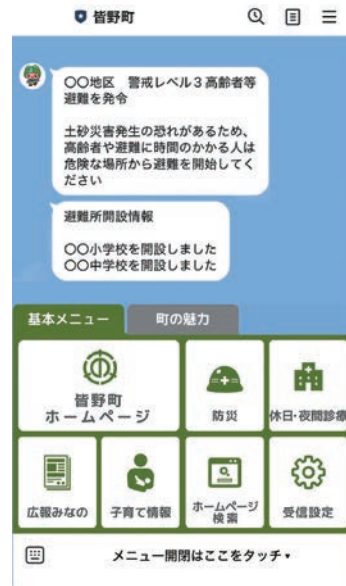 皆野町
〇〇地区 警戒レベル3高齢者等
避難を発令
土砂災害発生の恐れがあるため、
高齢者や避難に時間のかかる人は
危険な場所から避難を開始してく
ださい
避難所開設情報
〇〇小学校を開設しました
〇〇中学校を開設しました
基本メニュー
町の魅力
皆野町
ホームページ
防災
休日・夜間診療
広報みなの
子育て情報
ホームページ
検索
受信設定
メニュー開閉はここをタッチ▾